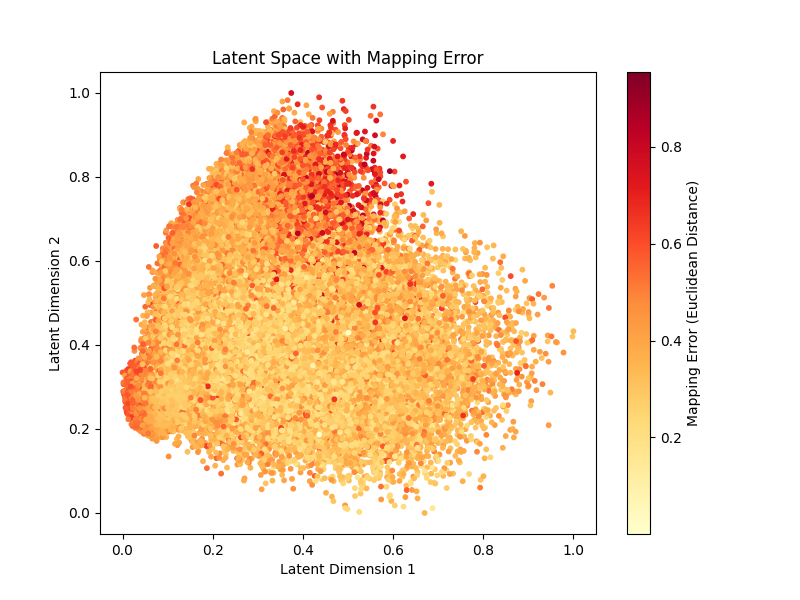 Latent Space with Mapping Error
1.0
0.8
0.6
0.4
0.2
0.0
Latent Dimension 2
0.0 0.2 0.4 0.6 0.8 1.0
Latent Dimension 1
0.8
0.6
0.4
0.2
Mapping Error (Euclidean Distance)